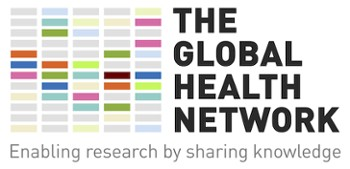 THE
GLOBAL
HEALTH
NETWORK
Enabling research by sharing knowledge